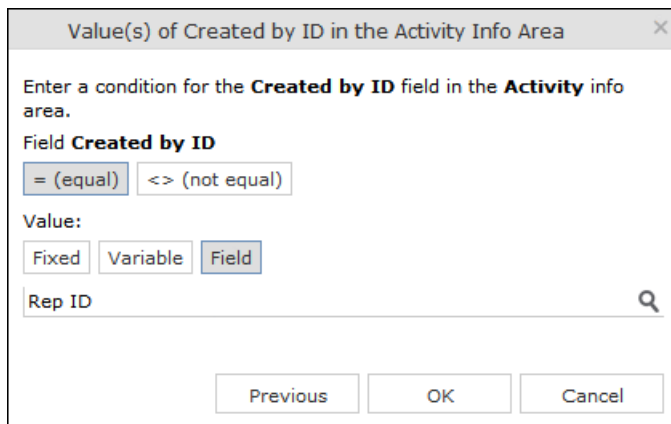 Value(s) of Created by ID in the Activity Info Area
Enter a condition for the Created by ID field in the Activity info
area.
Field Created by ID
= (equal) <> (not equal)
Value:
Fixed Variable Field
Rep ID
Previous OK Cancel